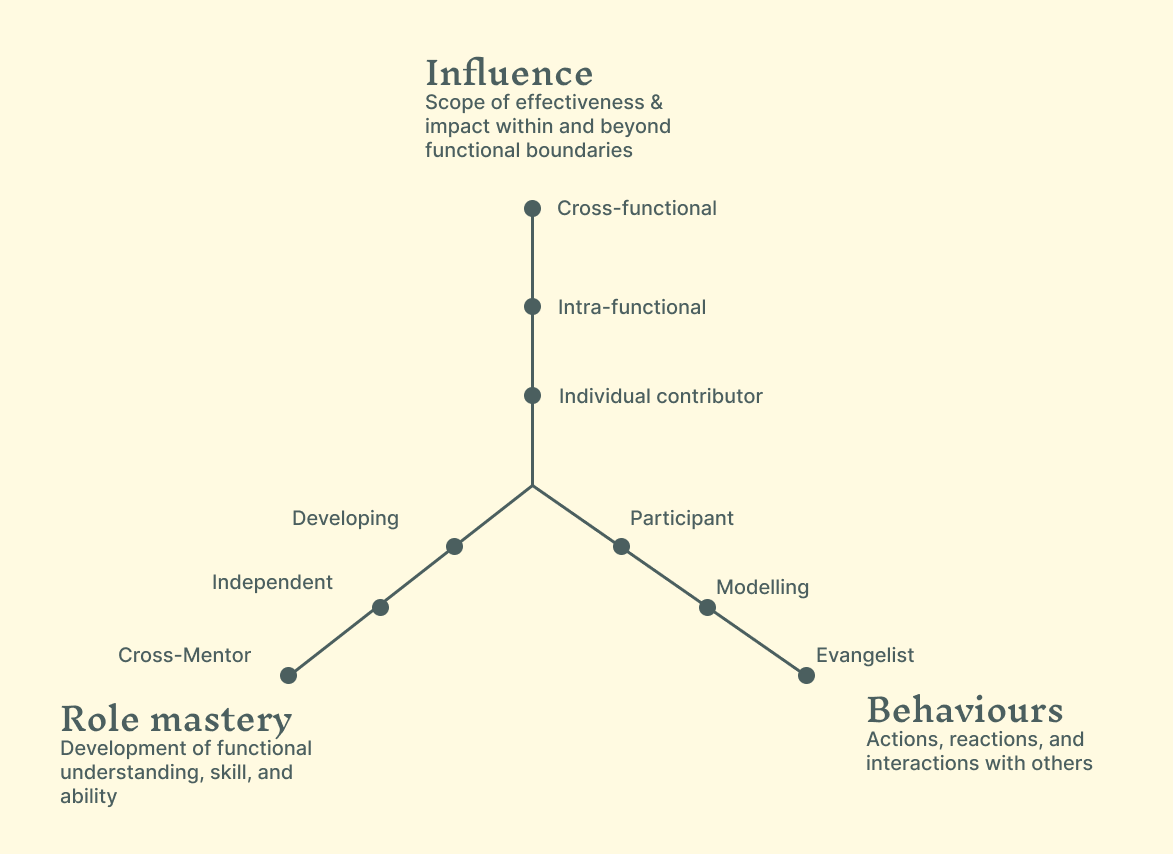 Influence
Scope of effectiveness &
impact within and beyond
functional boundaries
Cross-functional
Intra-functional
Individual contributor
Developing
Participant
Independent
Modelling
Cross-Mentor
Evangelist
Role mastery
Development of functional
understanding, skill, and
ability
Behaviours
Actions, reactions, and
interactions with others